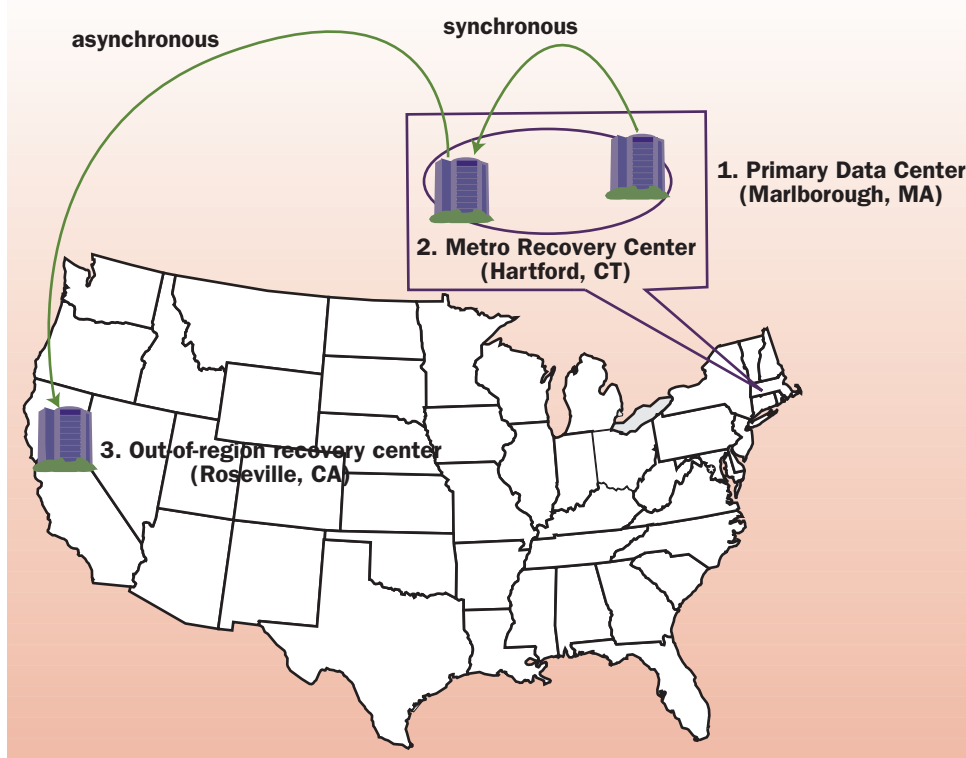 asynchronous
synchronous
1. Primary Data Center
(Marlborough, MA)
2. Metro Recovery Center
(Hartford, CT)
3. Out-of-region recovery center
(Roseville, CA)